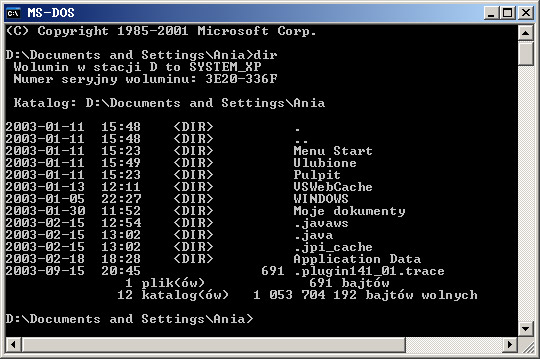 MS-DOS
(C) Copyright 1985-2001 Microsoft Corp.
D:\Documents and Settings\Ania>dir
Wolumin w stacji D to SYSTEM_XP
Numer seryjny woluminu: 3E20-336F
Katalog: D:\Documents and Settings\Ania
2003-01-11  15:48    <DIR>          .
2003-01-11  15:48    <DIR>          ..
2003-01-11  15:23    <DIR>          Menu Start
2003-01-11  15:49    <DIR>          Ulubione
2003-01-11  15:23    <DIR>          Pulpit
2003-01-13  12:11    <DIR>          VSWebCache
2003-01-05  22:27    <DIR>          WINDOWS
2003-01-30  11:52    <DIR>          Moje dokumenty
2003-02-15  12:54    <DIR>          .javaws
2003-02-15  13:02    <DIR>          .java
2003-02-15  13:02    <DIR>          .jpi_cache
2003-02-18  18:28    <DIR>          Application Data
2003-09-15  20:45               691 .plugin141_01.trace
1 plik(ów)          691 bajtów
12 katalog(ów)   1 053 704 192 bajtów wolnych
D:\Documents and Settings\Ania>